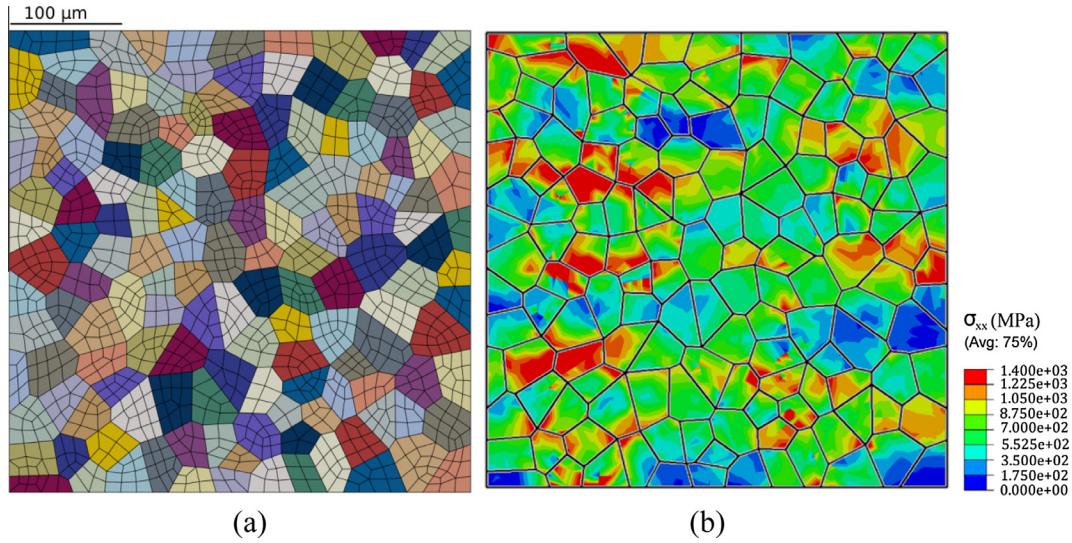 100 μm
σxx (MPa)
(Avg: 75%)
1.400e+03
1.225e+03
1.050e+03
8.750e+02
7.000e+02
5.525e+02
3.500e+02
1.750e+02
0.000e+00
(a)
(b)